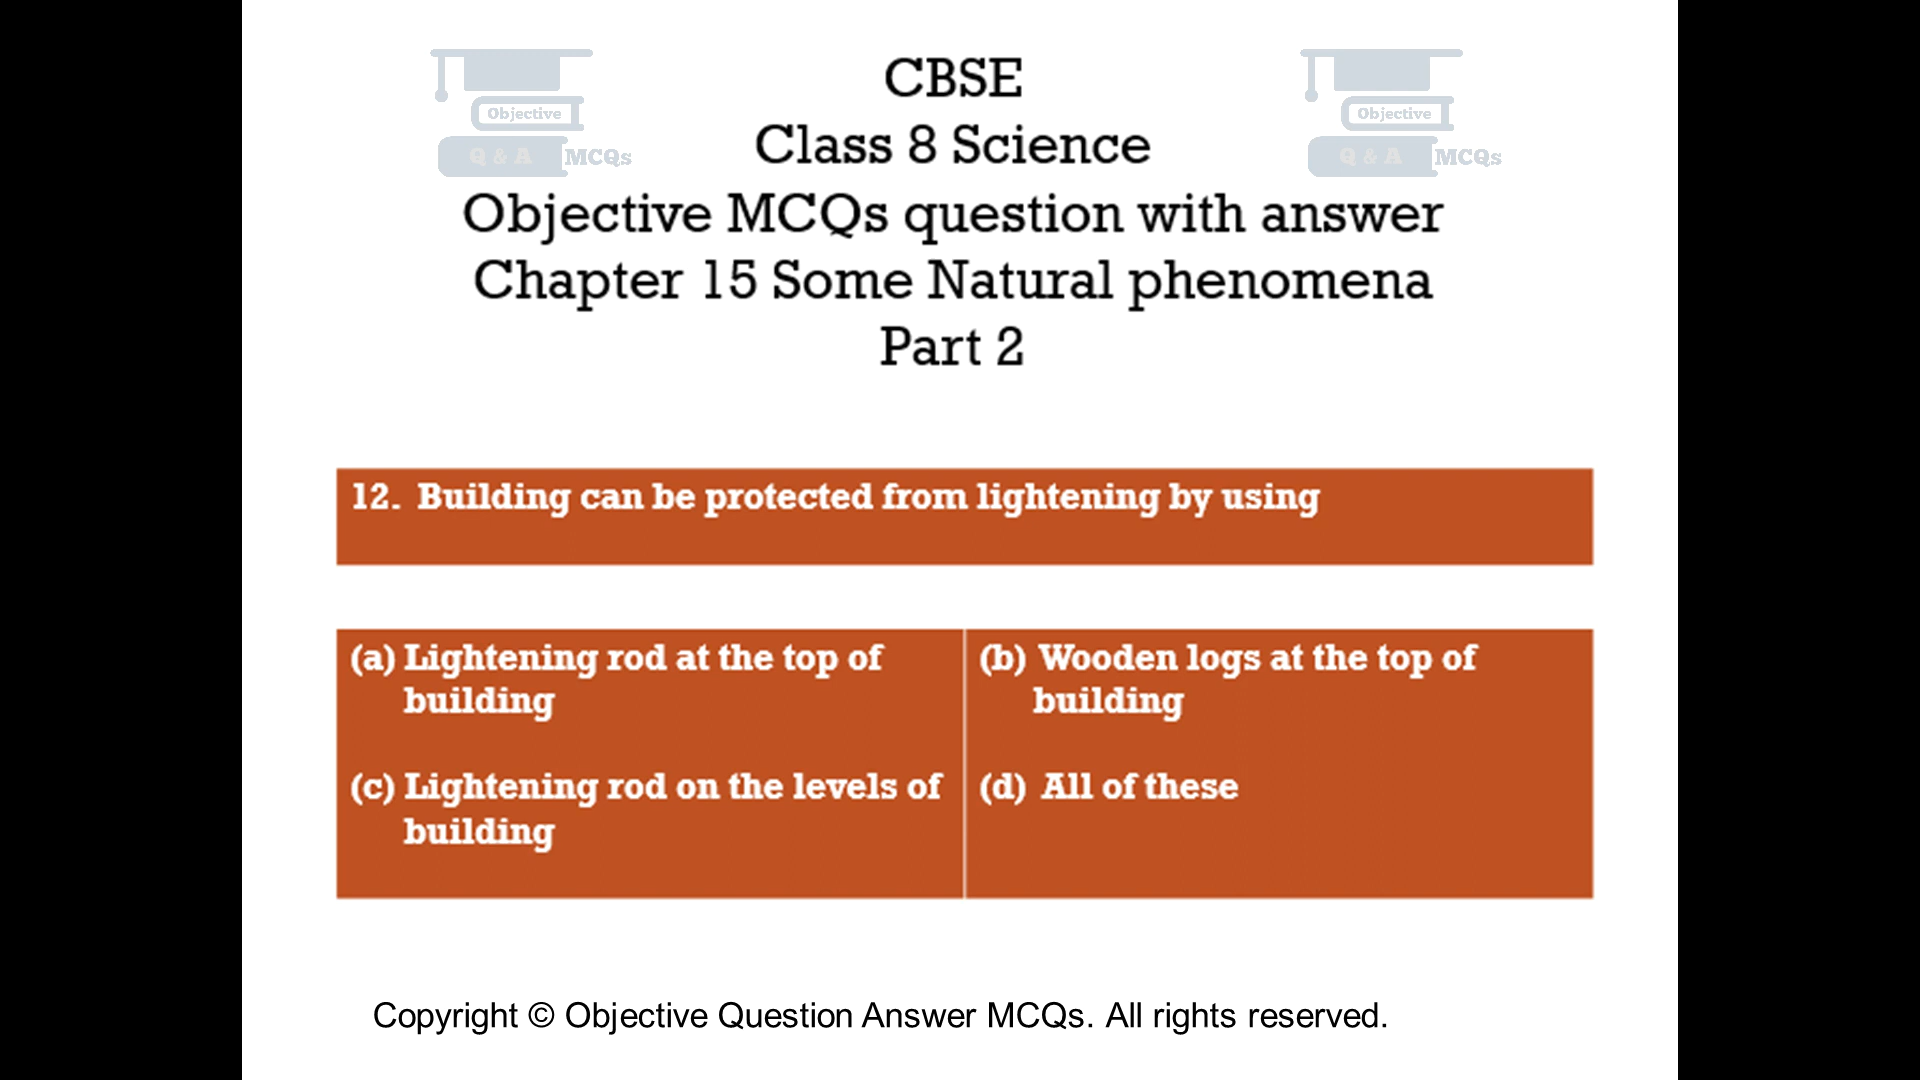 Objective
Q & A MCQs
Objective
Q & A MCQs
CBSE
Class 8 Science
Objective MCQs question with answer
Chapter 15 Some Natural phenomena
Part 2
12. Building can be protected from lightening by using
(a) Lightening rod at the top of
building
(b) Wooden logs at the top of
building
(c) Lightening rod on the levels of
building
(d) All of these
Copyright © Objective Question Answer MCQs. All rights reserved.